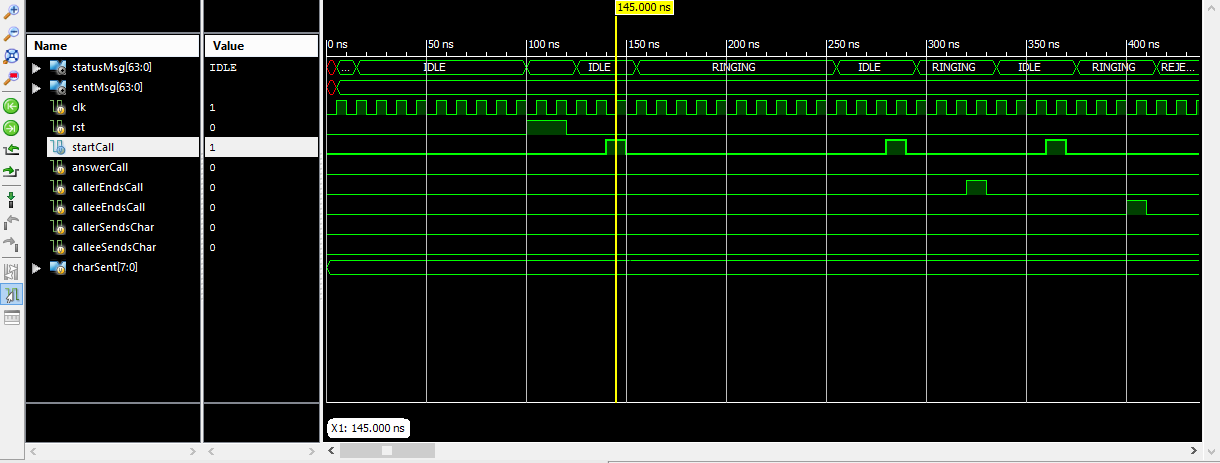 145.000 ns
Name Value 0 ns 50 ns 100 ns 150 ns 200 ns 250 ns 300 ns 350 ns 400 ns
statusMsg[63:0] IDLE ... IDLE IDLE RINGING IDLE RINGING IDLE RINGING REJE...
sentMsg[63:0]
clk 1
rst 0
startCall 1
answerCall 0
callerEndsCall 0
calleeEndsCall 0
callerSendsChar 0
calleeSendsChar 0
charSent[7:0]
X1: 145.000 ns